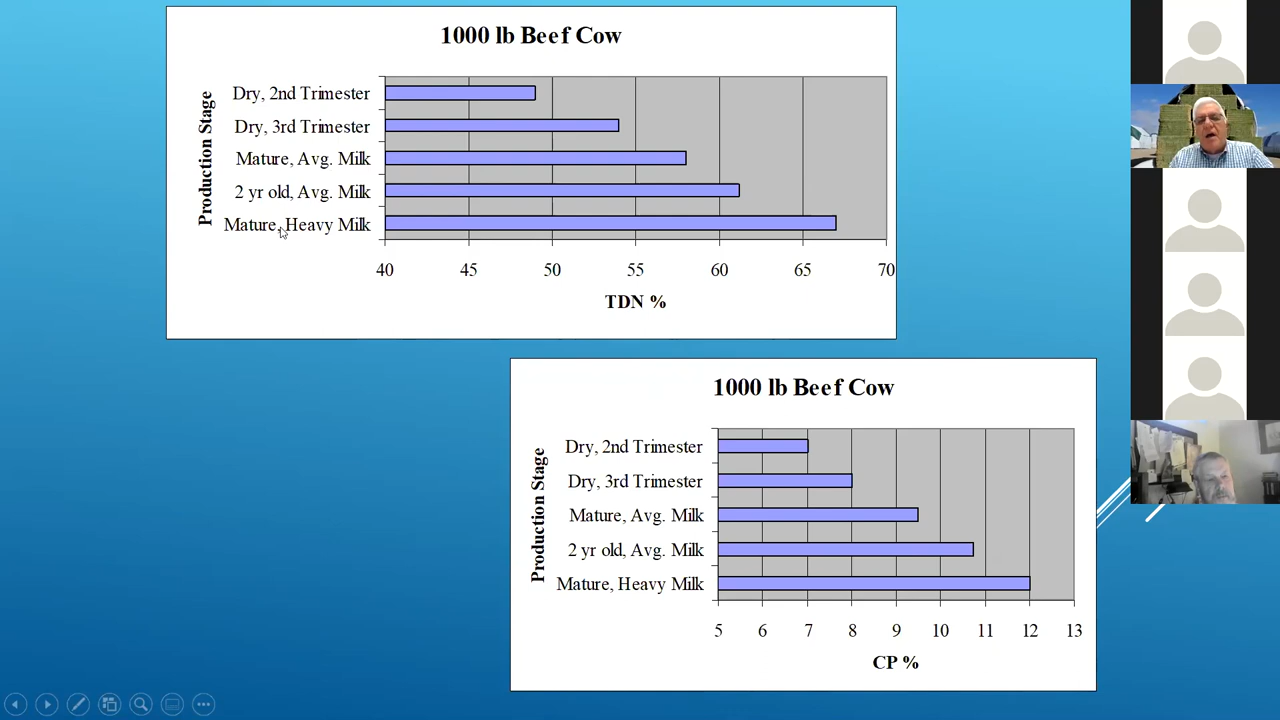 1000 lb Beef Cow
Production Stage
Dry, 2nd Trimester
Dry, 3rd Trimester
Mature, Avg. Milk
2 yr old, Avg. Milk
Mature, Heavy Milk
40 45 50 55 60 65 70
TDN %
1000 lb Beef Cow
Production Stage
Dry, 2nd Trimester
Dry, 3rd Trimester
Mature, Avg. Milk
2 yr old, Avg. Milk
Mature, Heavy Milk
5 6 7 8 9 10 11 12 13
CP %